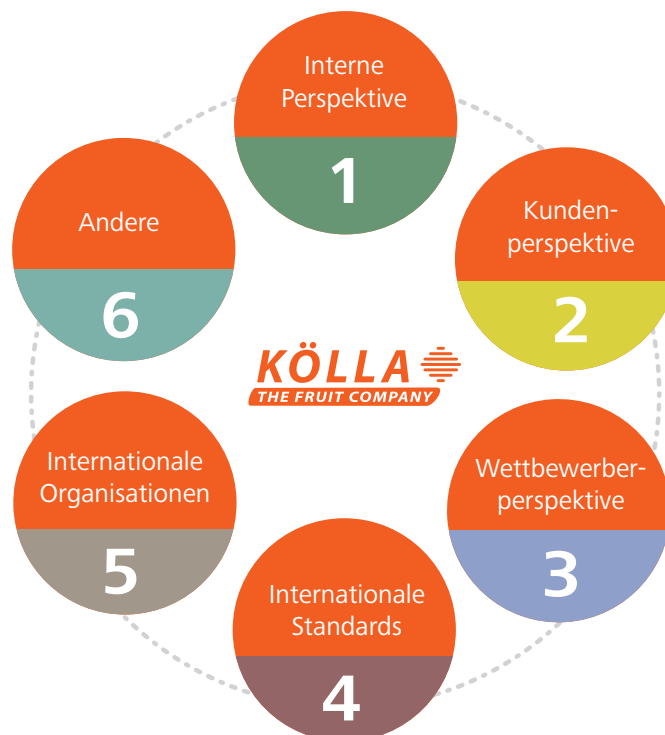 Interne
Perspektive
1
Kunden-
perspektive
2
Wettbewerber-
perspektive
3
Internationale
Standards
4
Internationale
Organisationen
5
Andere
6
KÖLLA
THE FRUIT COMPANY